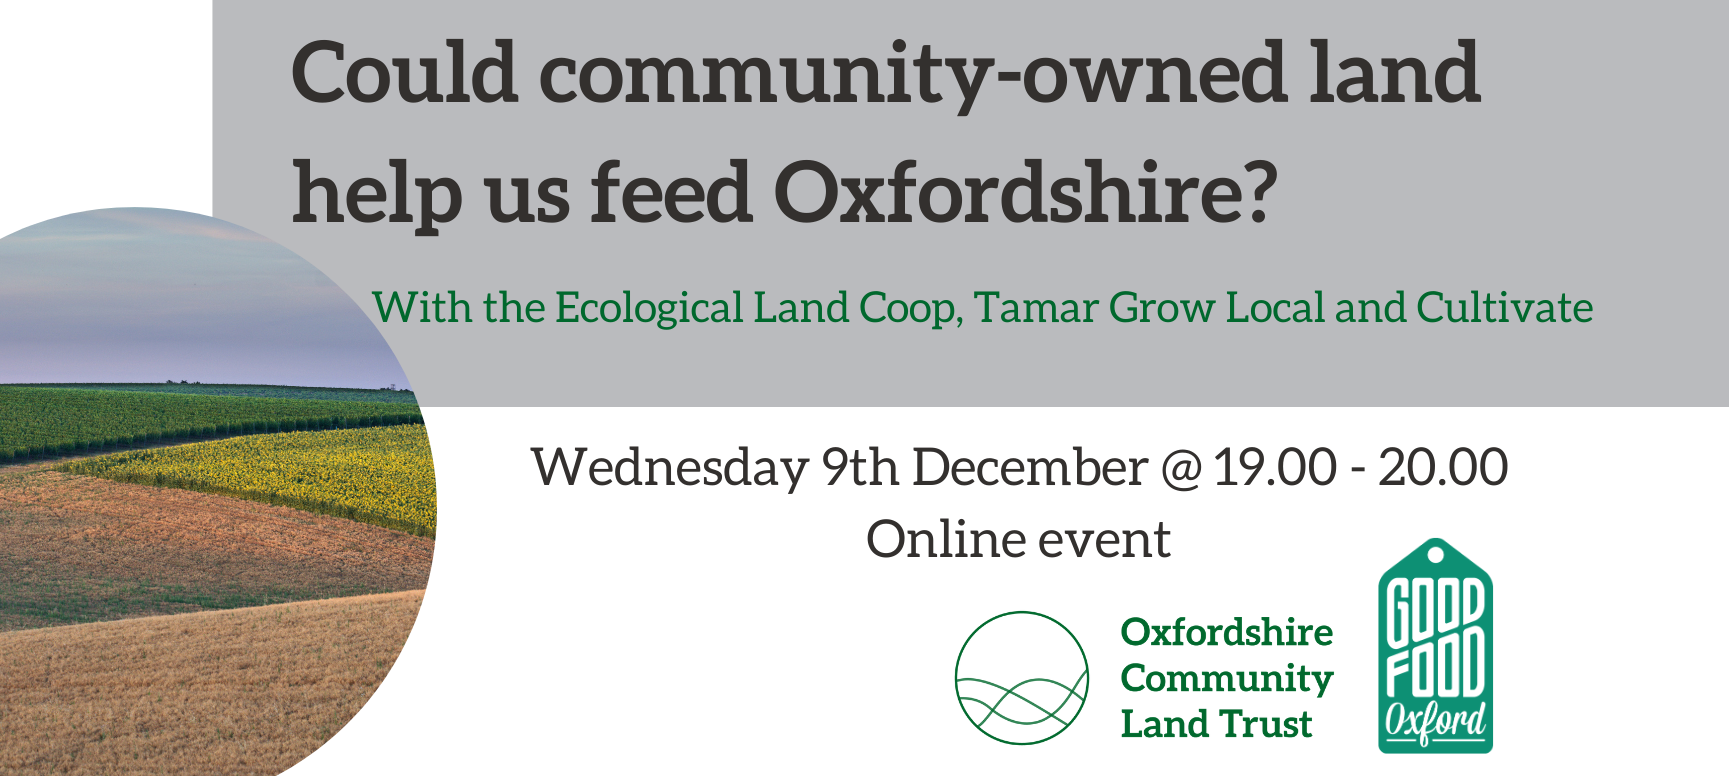 Could community-owned land
help us feed Oxfordshire?
With the Ecological Land Coop, Tamar Grow Local and Cultivate
Wednesday 9th December @ 19.00 - 20.00
Online event
Oxfordshire
Community
Land Trust
GOOD
FOOD
Oxford